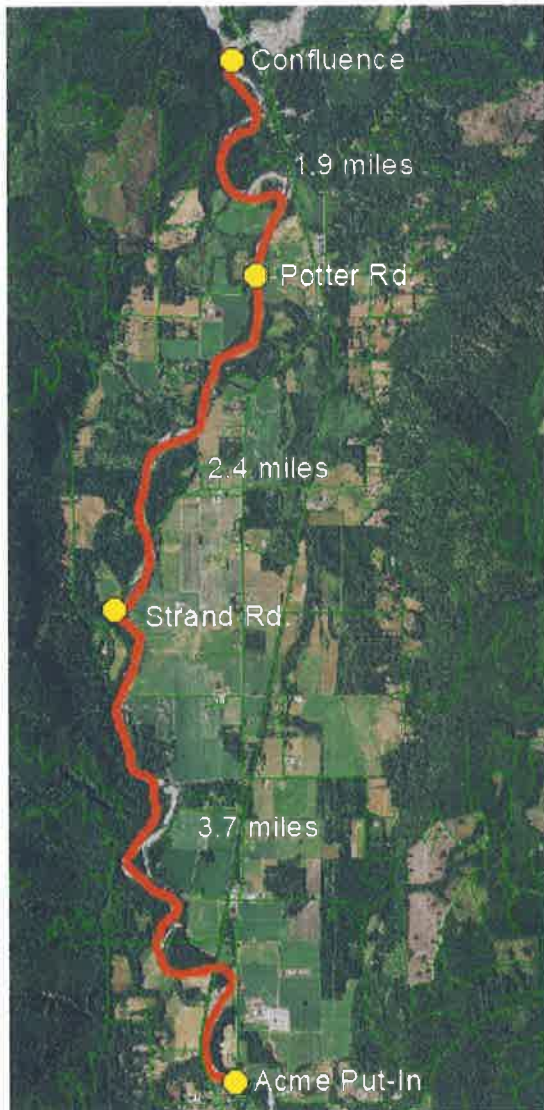 Confluence
1.9 miles
Potter Rd.
2.4 miles
Strand Rd.
3.7 miles
Acme Put-In